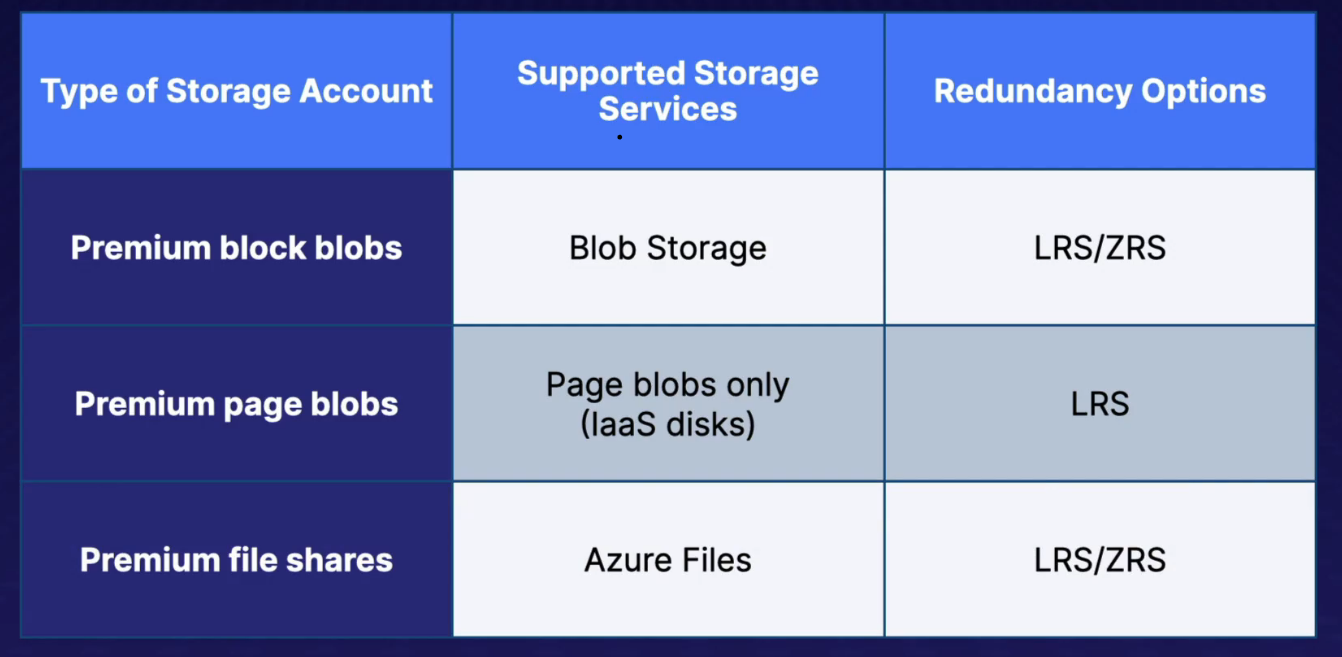 Type of Storage Account
Supported Storage
Services
Redundancy Options
Premium block blobs
Blob Storage
LRS/ZRS
Premium page blobs
Page blobs only
(IaaS disks)
LRS
Premium file shares
Azure Files
LRS/ZRS